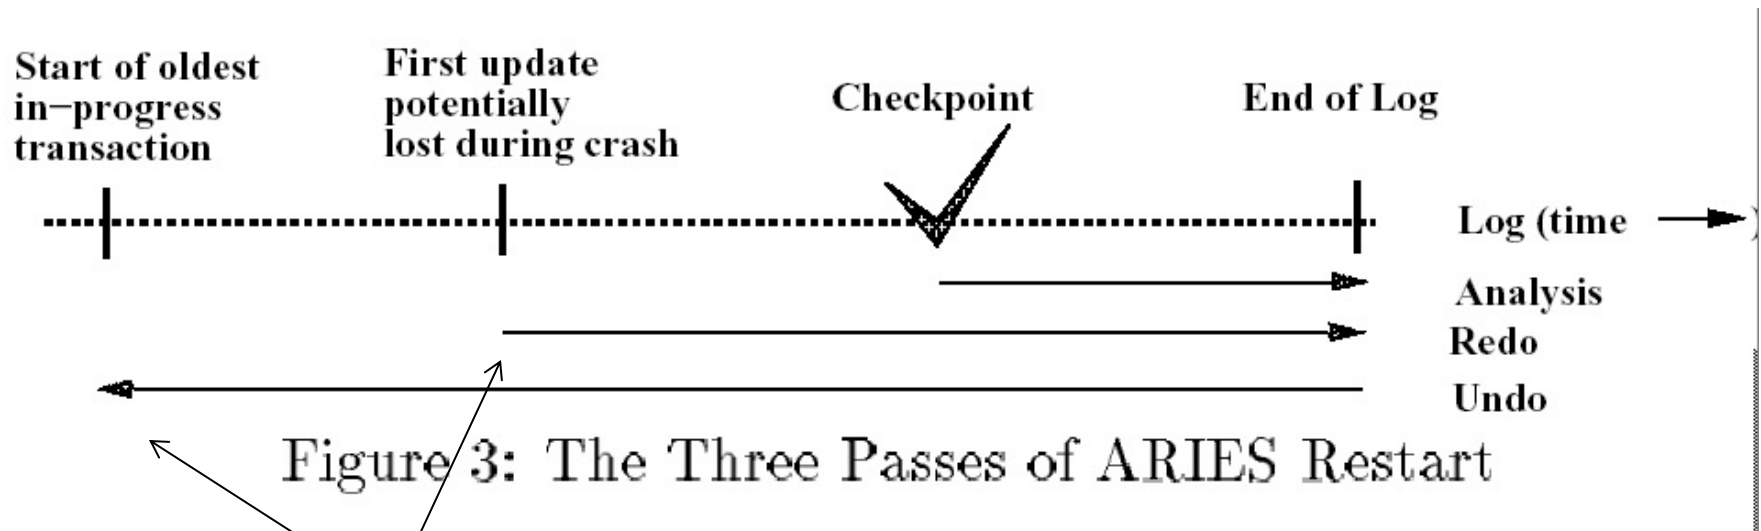 Start of oldest
in-progress
transaction
First update
potentially
lost during crash
Checkpoint
End of Log
Log (time )
Analysis
Redo
Undo
Figure 3: The Three Passes of ARIES Restart